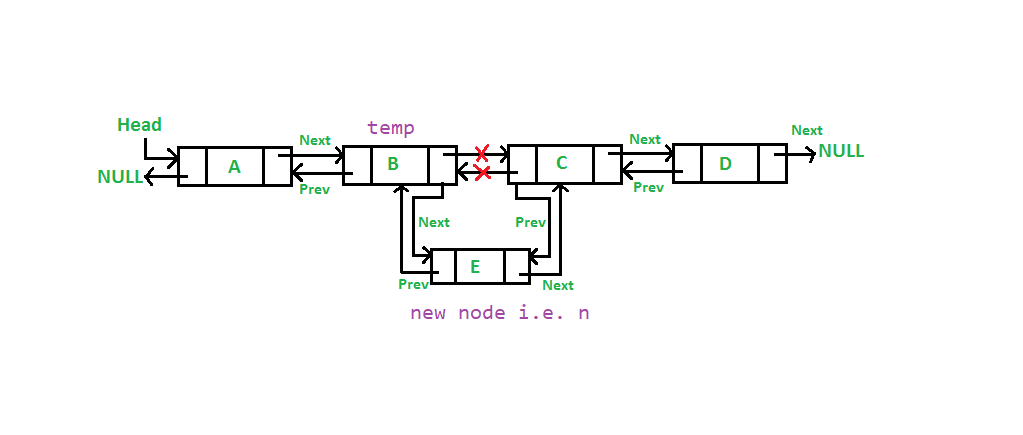 Head
temp
Next
Next
Next
NULL
A
B
C
D
NULL
Prev
Prev
Next
Prev
E
Prev
Next
new node i.e. n